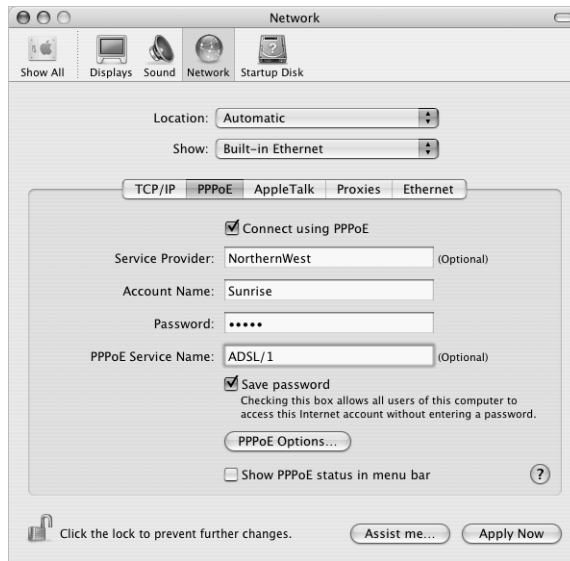 Network
Show All Displays Sound Network Startup Disk
Location: Automatic
Show: Built-in Ethernet
TCP/IP PPPoE AppleTalk Proxies Ethernet
Connect using PPPoE
Service Provider: NorthernWest (Optional)
Account Name: Sunrise
Password: •••••
PPPoE Service Name: ADSL/1 (Optional)
Save password
Checking this box allows all users of this computer to
access this Internet account without entering a password.
PPPoE Options...
Show PPPoE status in menu bar ?
Click the lock to prevent further changes. Assist me... Apply Now